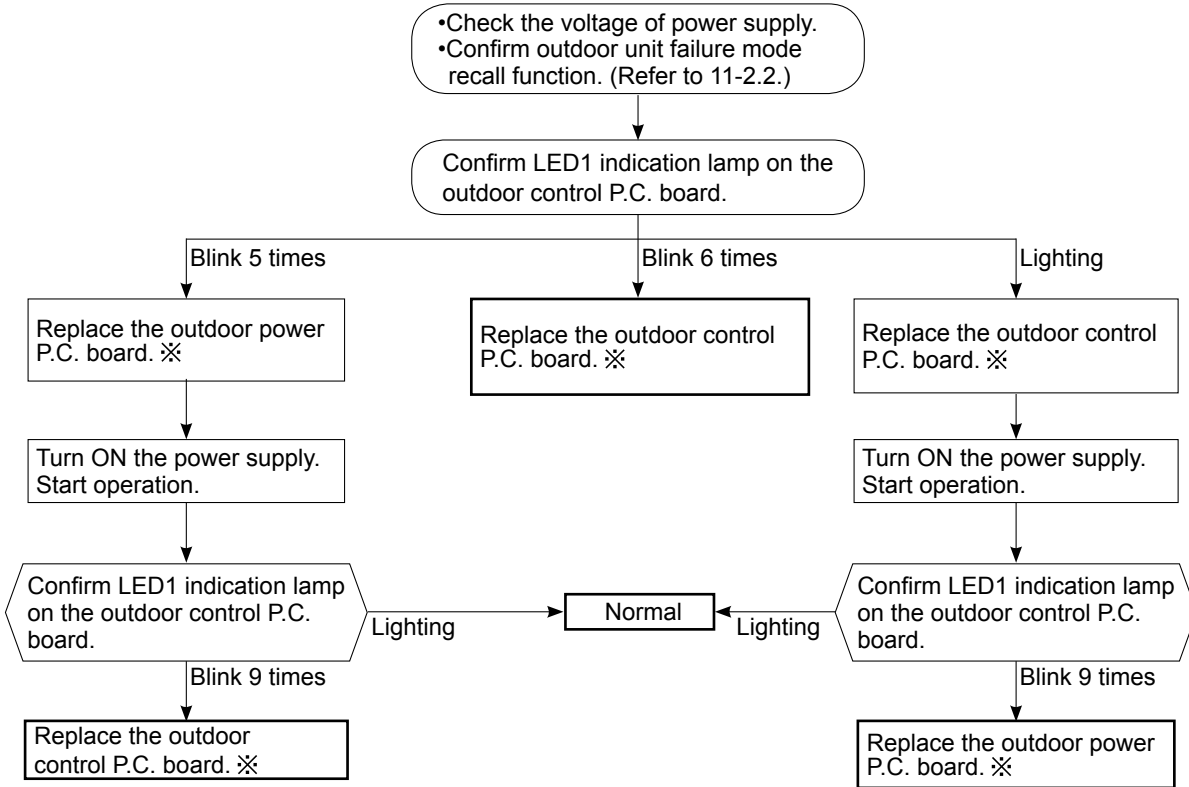 •Check the voltage of power supply.
•Confirm outdoor unit failure mode
recall function. (Refer to 11-2.2.)
Confirm LED1 indication lamp on the
outdoor control P.C. board.
Blink 5 times
Blink 6 times
Lighting
Replace the outdoor power
P.C. board. ※
Replace the outdoor control
P.C. board. ※
Replace the outdoor control
P.C. board. ※
Turn ON the power supply.
Start operation.
Turn ON the power supply.
Start operation.
Confirm LED1 indication lamp
on the outdoor control P.C.
board.
Lighting
Normal
Lighting
Confirm LED1 indication lamp
on the outdoor control P.C.
board.
Blink 9 times
Blink 9 times
Replace the outdoor
control P.C. board. ※
Replace the outdoor power
P.C. board. ※